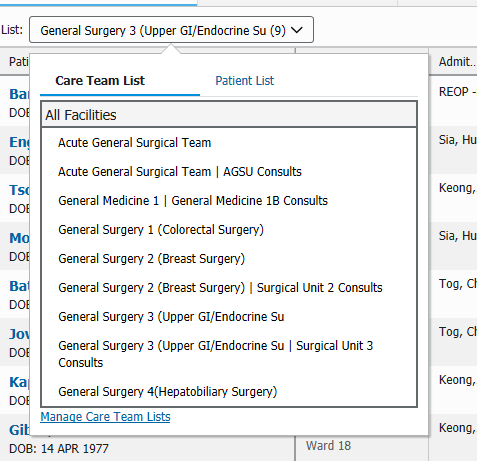 List: General Surgery 3 (Upper GI/Endocrine Su (9)
Admit...
Care Team List Patient List
All Facilities
Acute General Surgical Team
Acute General Surgical Team | AGSU Consults
General Medicine 1 | General Medicine 1B Consults
General Surgery 1 (Colorectal Surgery)
General Surgery 2 (Breast Surgery)
General Surgery 2 (Breast Surgery) | Surgical Unit 2 Consults
General Surgery 3 (Upper GI/Endocrine Su
General Surgery 3 (Upper GI/Endocrine Su | Surgical Unit 3
Consults
General Surgery 4(Hepatobiliary Surgery)
Manage Care Team Lists
Pati
Ba
DOB
REOP -
Eng
DOB:
Sia, Hu
Tso
DOB
Keong,
Mo
DOB:
Sia, Hu
Bat
DOB:
Tog, Ch
Jov
DOB:
Tog, Ch
Ka
DOB:
Keong,
Gib
DOB: 14 APR 1977
Ward 18
Keong,